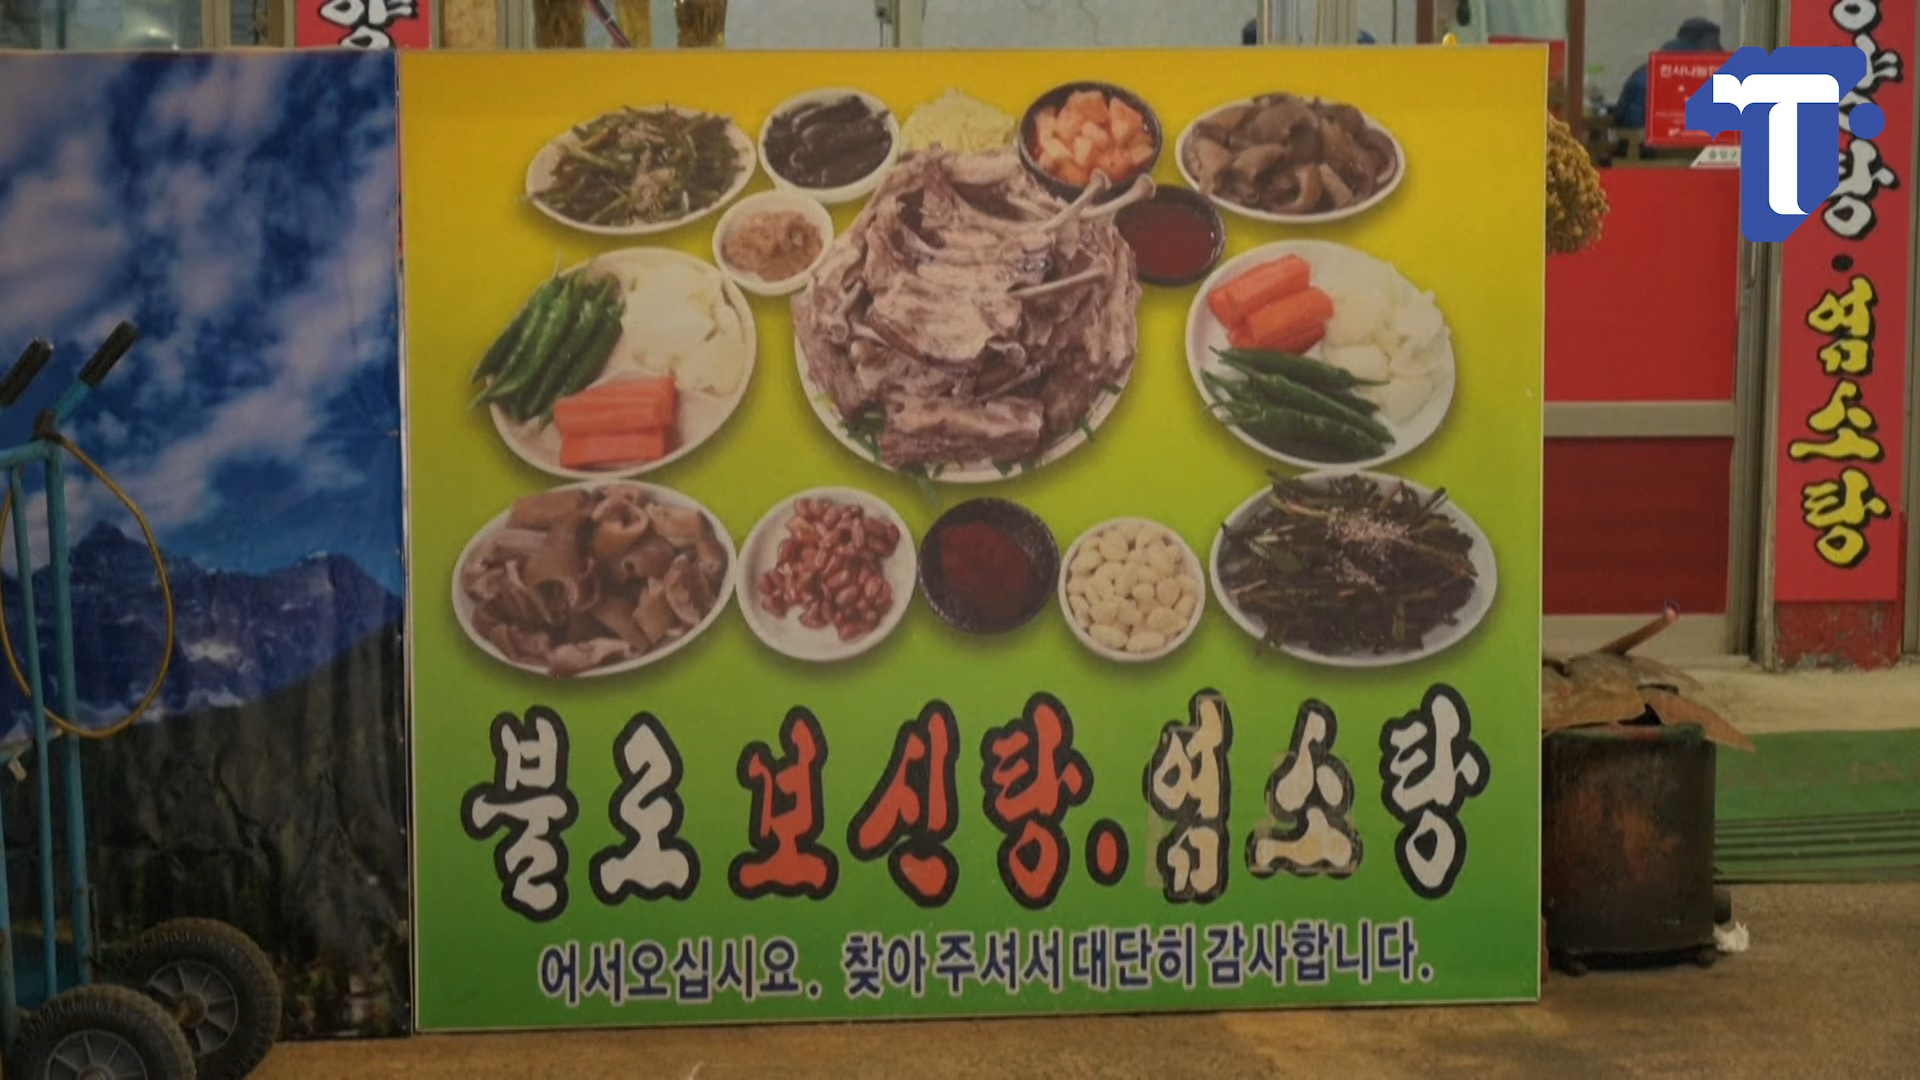 불로 보신탕.염소탕
어서오십시요. 찾아주셔서 대단히 감사합니다.
양
탕·염소탕
T